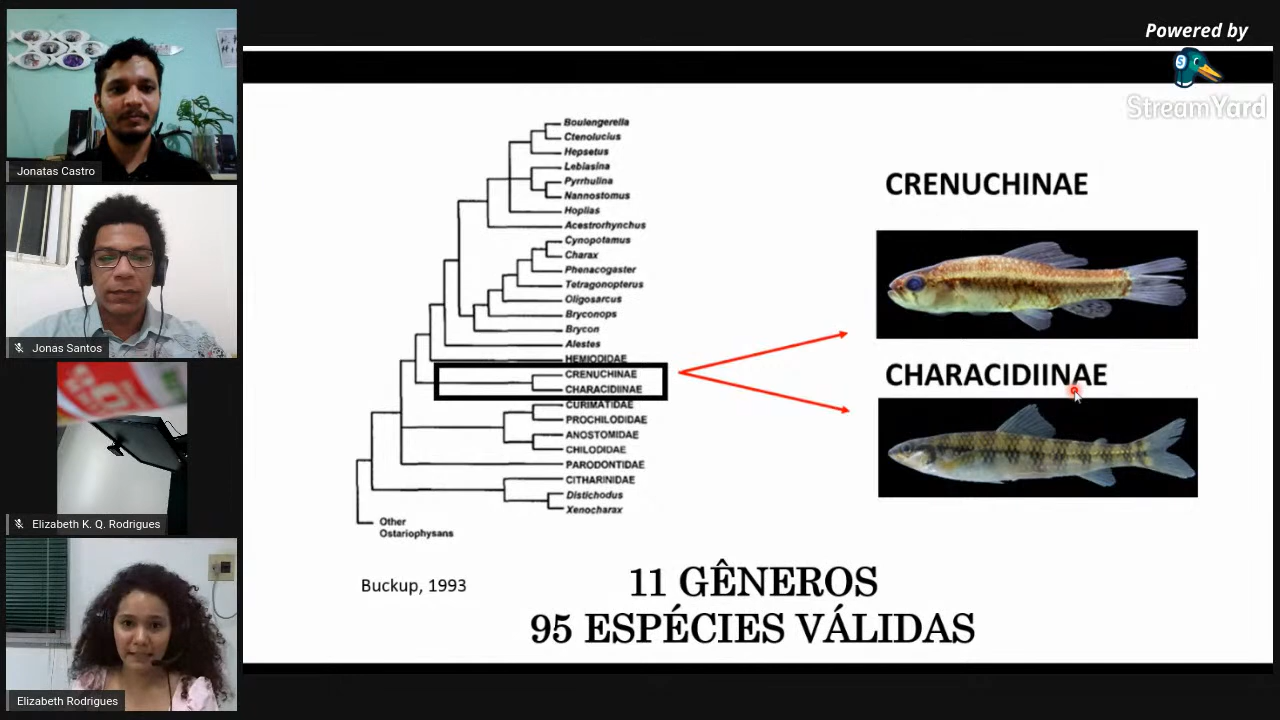 Powered by
StreamYard
Jonatas Castro
Jonas Santos
Elizabeth K. Q. Rodrigues
Elizabeth Rodrigues
Boulengerella
Ctenolucius
Hepsetus
Lebiasina
Pyrrhulina
Nannostomus
Hoplias
Acestrorhynchus
Cynopotamus
Charax
Phenacogaster
Tetragonopterus
Oligosarcus
Bryconops
Brycon
Alestes
HEMIODIDAE
CRENUCHINAE
CHARACIDIINAE
CURIMATIDAE
PROCHILODIDAE
ANOSTOMIDAE
CHILODIDAE
PARODONTIDAE
CITHARINIDAE
Distichodus
Xenocharax
Other
Ostariophysans
CRENUCHINAE
CHARACIDIINAE
Buckup, 1993
11 GÊNEROS
95 ESPÉCIES VÁLIDAS